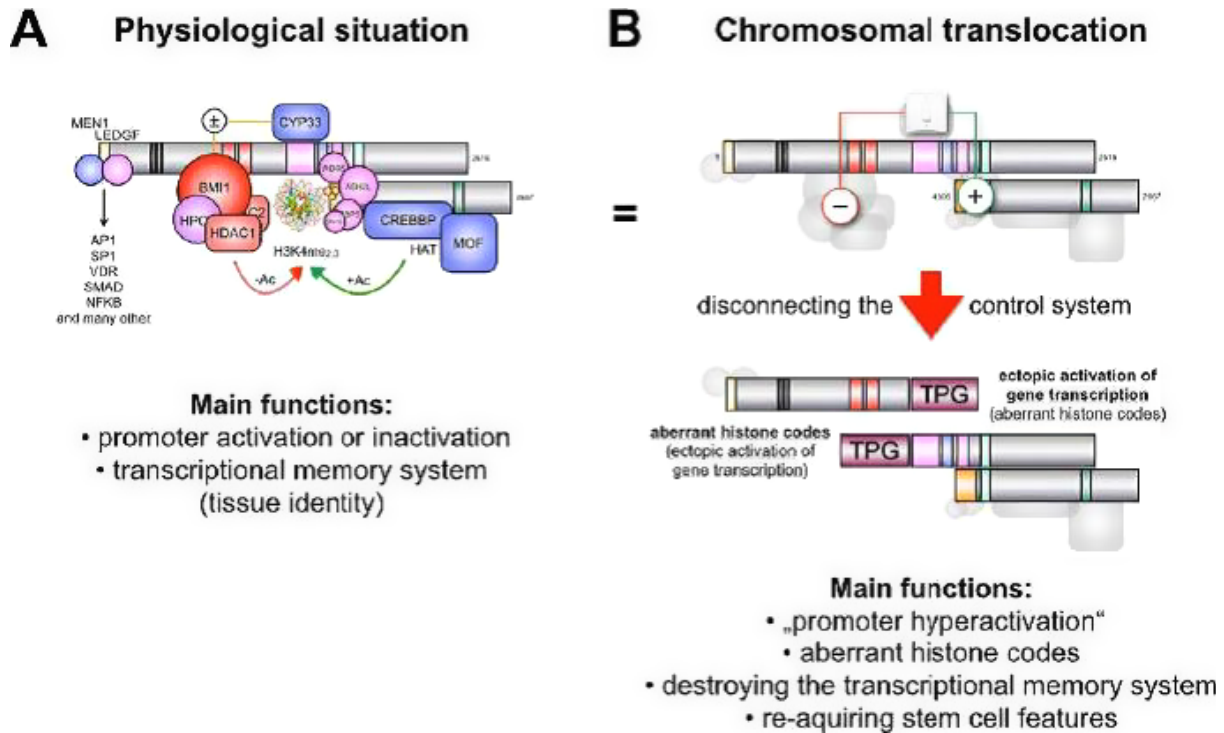 A Physiological situation
MEN1
LEDGF
±
CYP33
BMI1
HDAC1
C2
CREBBP
MOF
HAT
H3K4me2,3
-Ac
+Ac
AP1
SP1
VDR
SMAD
NFKB
and many other
Main functions:
• promoter activation or inactivation
• transcriptional memory system
(tissue identity)
B Chromosomal translocation
=
−
+
disconnecting the control system
TPG
ectopic activation of
gene transcription
(aberrant histone codes)
aberrant histone codes
(ectopic activation of
gene transcription)
TPG
Main functions:
• „promoter hyperactivation“
• aberrant histone codes
• destroying the transcriptional memory system
• re-aquiring stem cell features